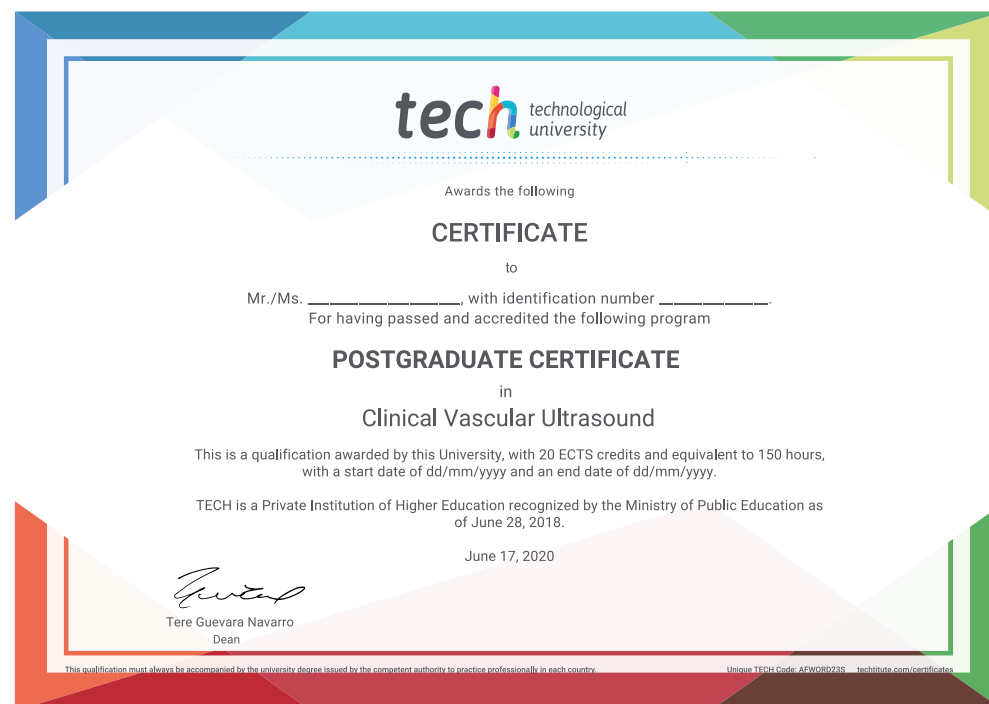 tech technological
university
Awards the following
CERTIFICATE
to
Mr./Ms. ____________________, with identification number ______________.
For having passed and accredited the following program
POSTGRADUATE CERTIFICATE
in
Clinical Vascular Ultrasound
This is a qualification awarded by this University, with 20 ECTS credits and equivalent to 150 hours,
with a start date of dd/mm/yyyy and an end date of dd/mm/yyyy.
TECH is a Private Institution of Higher Education recognized by the Ministry of Public Education as
of June 28, 2018.
June 17, 2020
Tere Guevara Navarro
Dean
This qualification must always be accompanied by the university degree issued by the competent authority to practice professionally in each country.
Unique TECH Code: AFWORD23S techtitute.com/certificates